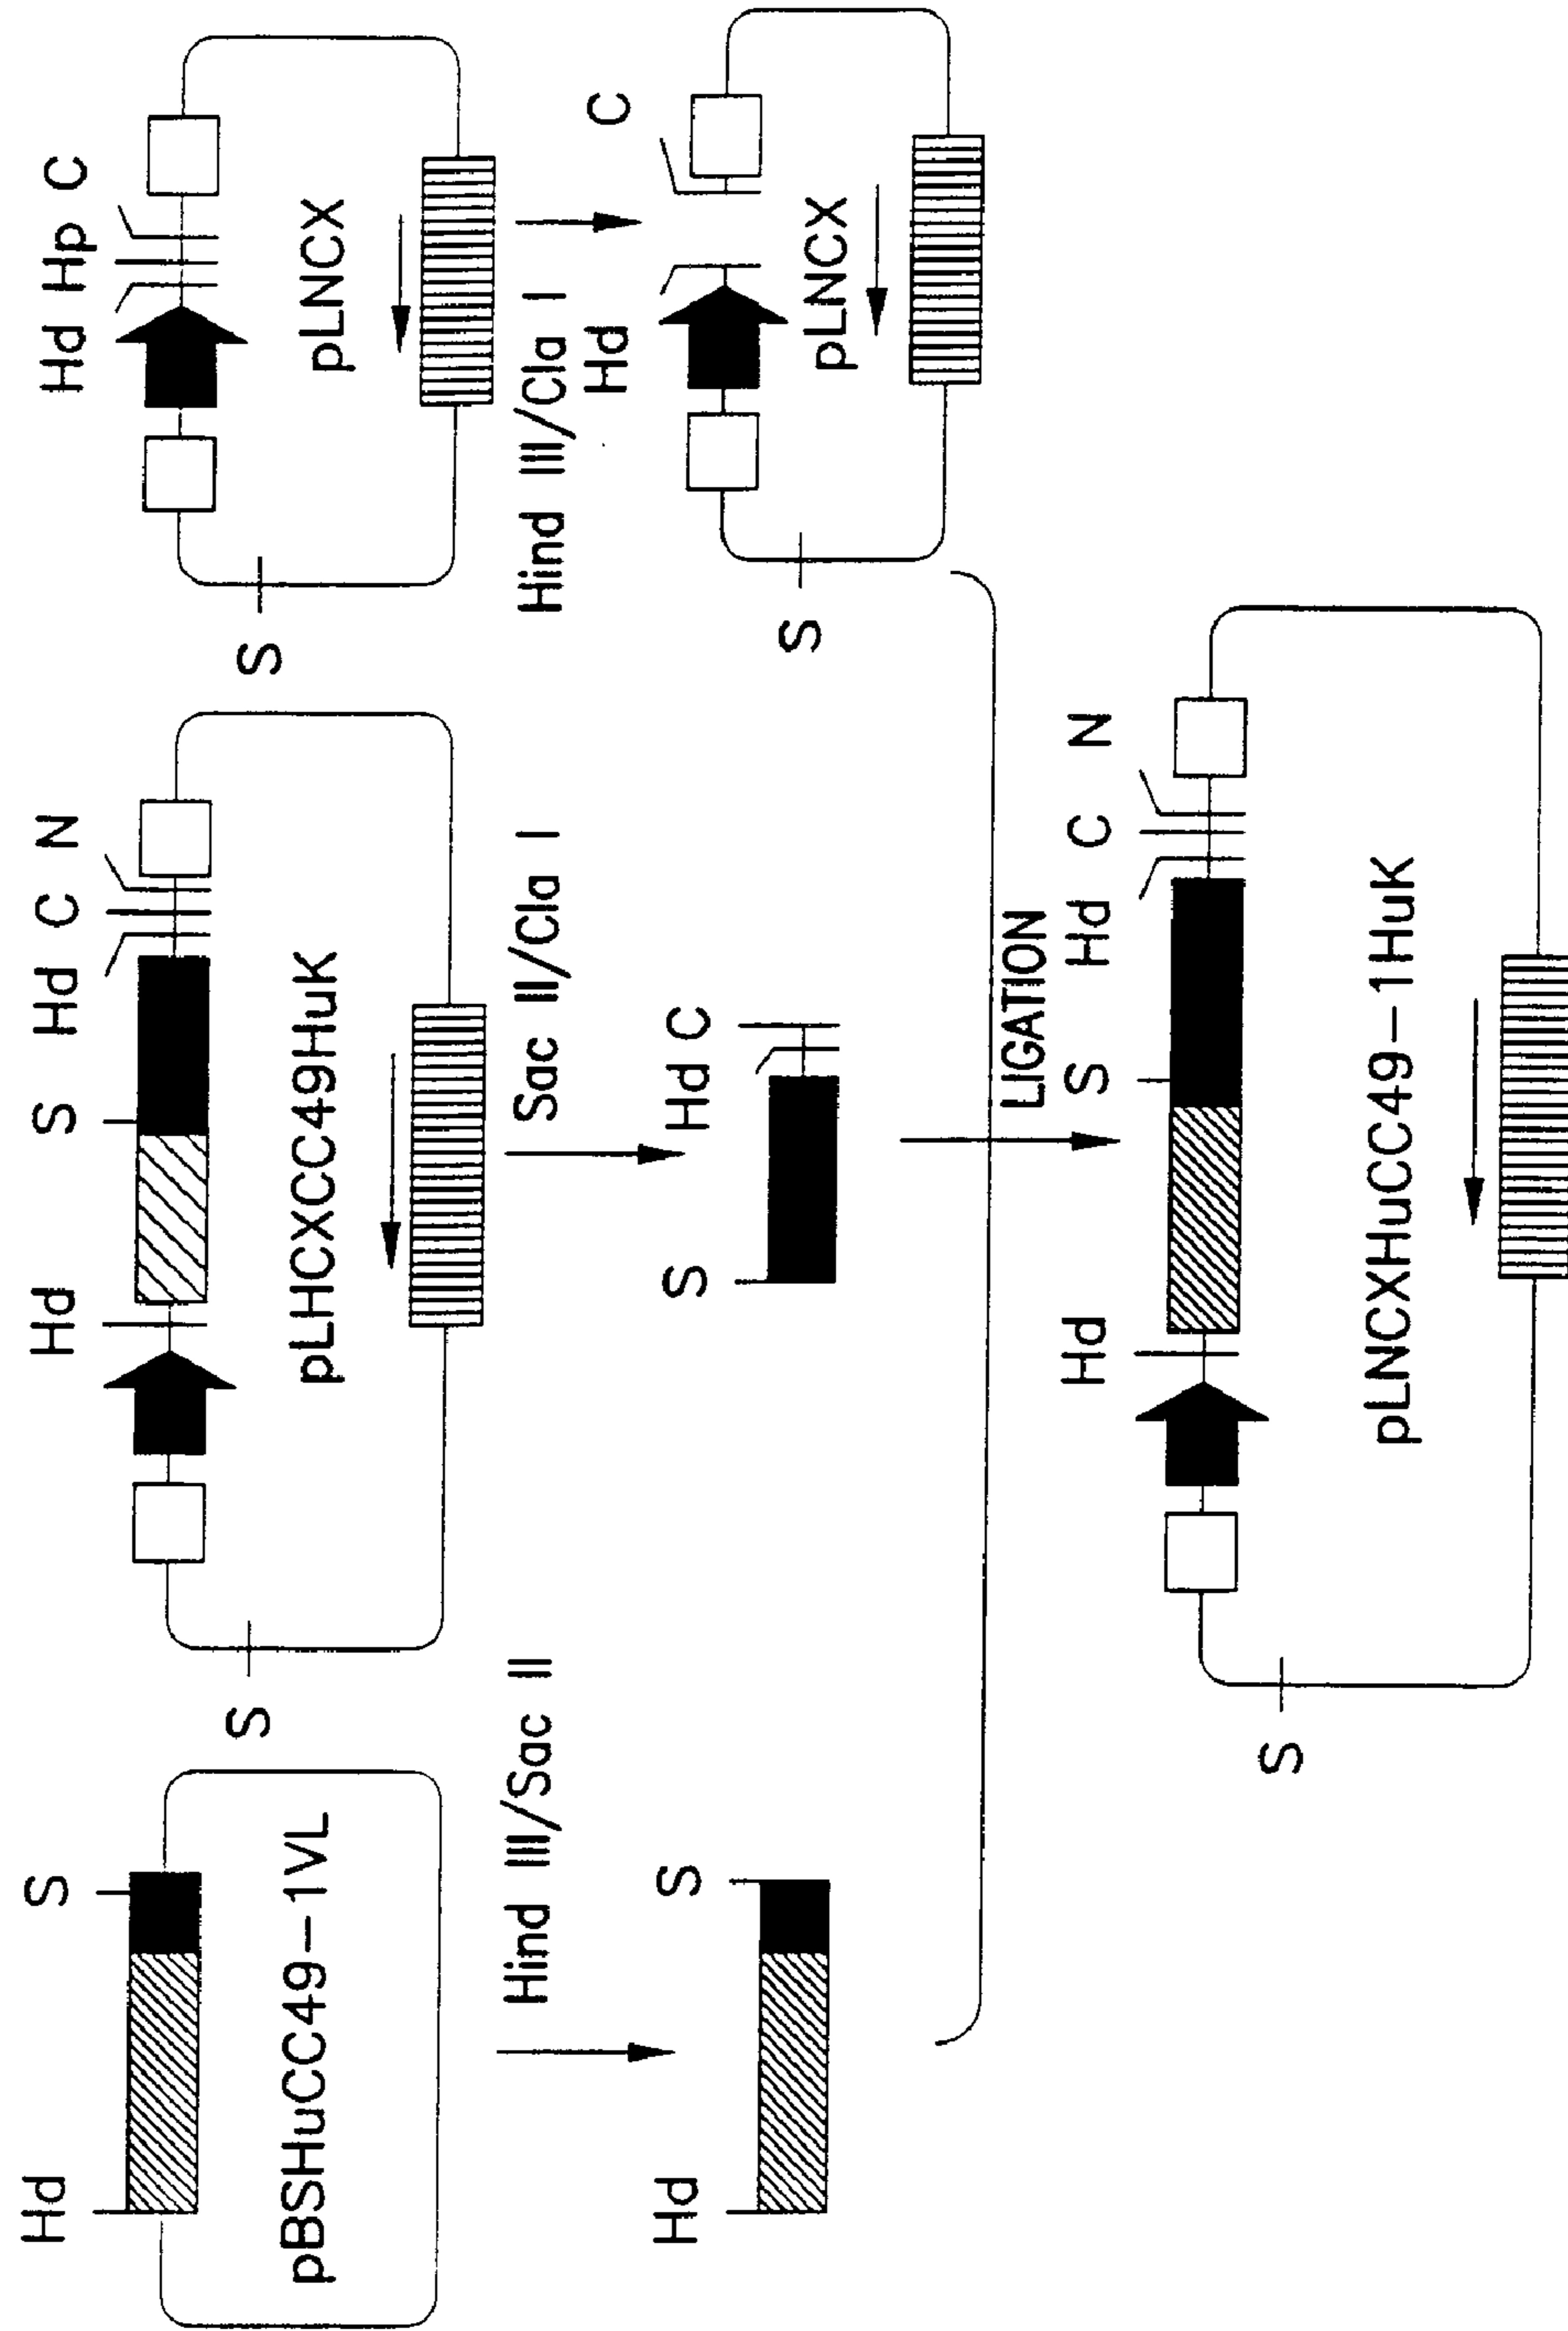 Hd S
pBSHuCC49-1VL
Hind III/Sac II
Hd S
S Hd S Hd C N
pLHCXCC49HuK
Sac II/Cla I
S Hd C
S Hd Hp C
pLNCX
Hind III/Cla I
S Hd C
pLNCX
LIGATION
S Hd S Hd C N
pLNCXHuCC49-1HuK